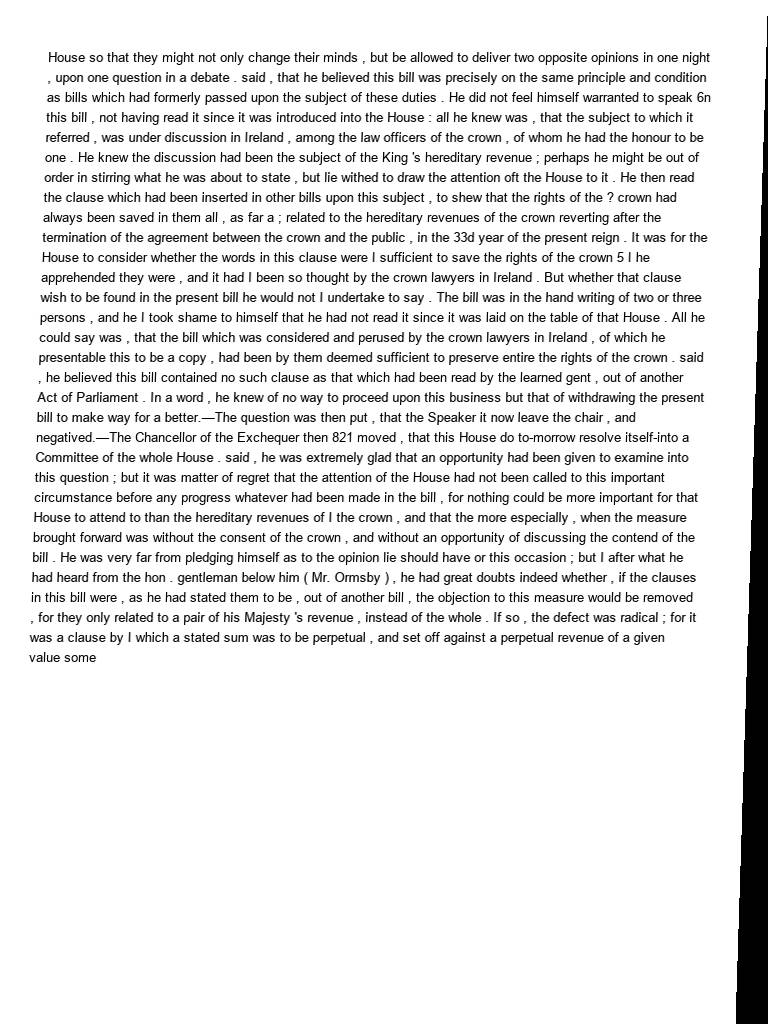 House so that they might not only change their minds , but be allowed to deliver two opposite opinions in one night
, upon one question in a debate . said , that he believed this bill was precisely on the same principle and condition
as bills which had formerly passed upon the subject of these duties . He did not feel himself warranted to speak 6n
this bill , not having read it since it was introduced into the House : all he knew was , that the subject to which it
referred , was under discussion in Ireland , among the law officers of the crown , of whom he had the honour to be
one . He knew the discussion had been the subject of the King 's hereditary revenue ; perhaps he might be out of
order in stirring what he was about to state , but lie withed to draw the attention oft the House to it . He then read
the clause which had been inserted in other bills upon this subject , to shew that the rights of the ? crown had
always been saved in them all , as far a ; related to the hereditary revenues of the crown reverting after the
termination of the agreement between the crown and the public , in the 33d year of the present reign . It was for the
House to consider whether the words in this clause were I sufficient to save the rights of the crown 5 I he
apprehended they were , and it had I been so thought by the crown lawyers in Ireland . But whether that clause
wish to be found in the present bill he would not I undertake to say . The bill was in the hand writing of two or three
persons , and he I took shame to himself that he had not read it since it was laid on the table of that House . All he
could say was , that the bill which was considered and perused by the crown lawyers in Ireland , of which he
presentable this to be a copy , had been by them deemed sufficient to preserve entire the rights of the crown . said
, he believed this bill contained no such clause as that which had been read by the learned gent , out of another
Act of Parliament . In a word , he knew of no way to proceed upon this business but that of withdrawing the present
bill to make way for a better.—The question was then put , that the Speaker it now leave the chair , and
negatived.—The Chancellor of the Exchequer then 821 moved , that this House do to-morrow resolve itself-into a
Committee of the whole House . said , he was extremely glad that an opportunity had been given to examine into
this question ; but it was matter of regret that the attention of the House had not been called to this important
circumstance before any progress whatever had been made in the bill , for nothing could be more important for that
House to attend to than the hereditary revenues of I the crown , and that the more especially , when the measure
brought forward was without the consent of the crown , and without an opportunity of discussing the contend of the
bill . He was very far from pledging himself as to the opinion lie should have or this occasion ; but I after what he
had heard from the hon . gentleman below him ( Mr. Ormsby ) , he had great doubts indeed whether , if the clauses
in this bill were , as he had stated them to be , out of another bill , the objection to this measure would be removed
, for they only related to a pair of his Majesty 's revenue , instead of the whole . If so , the defect was radical ; for it
was a clause by I which a stated sum was to be perpetual , and set off against a perpetual revenue of a given
value some